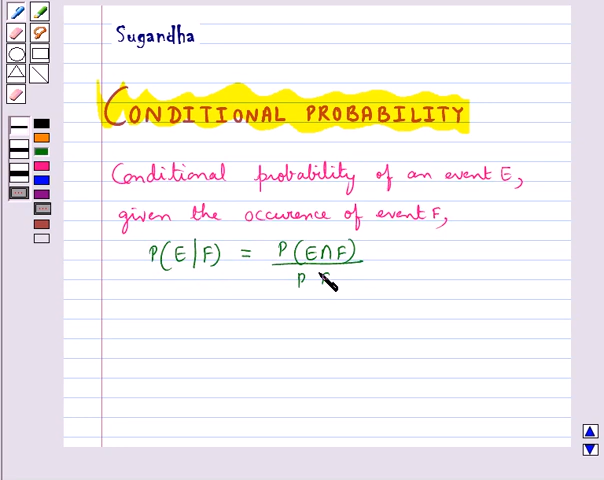 Sugandha
CONDITIONAL PROBABILITY
Conditional probability of an event E,
given the occurence of event F,
P(E|F) = P(E∩F)
P